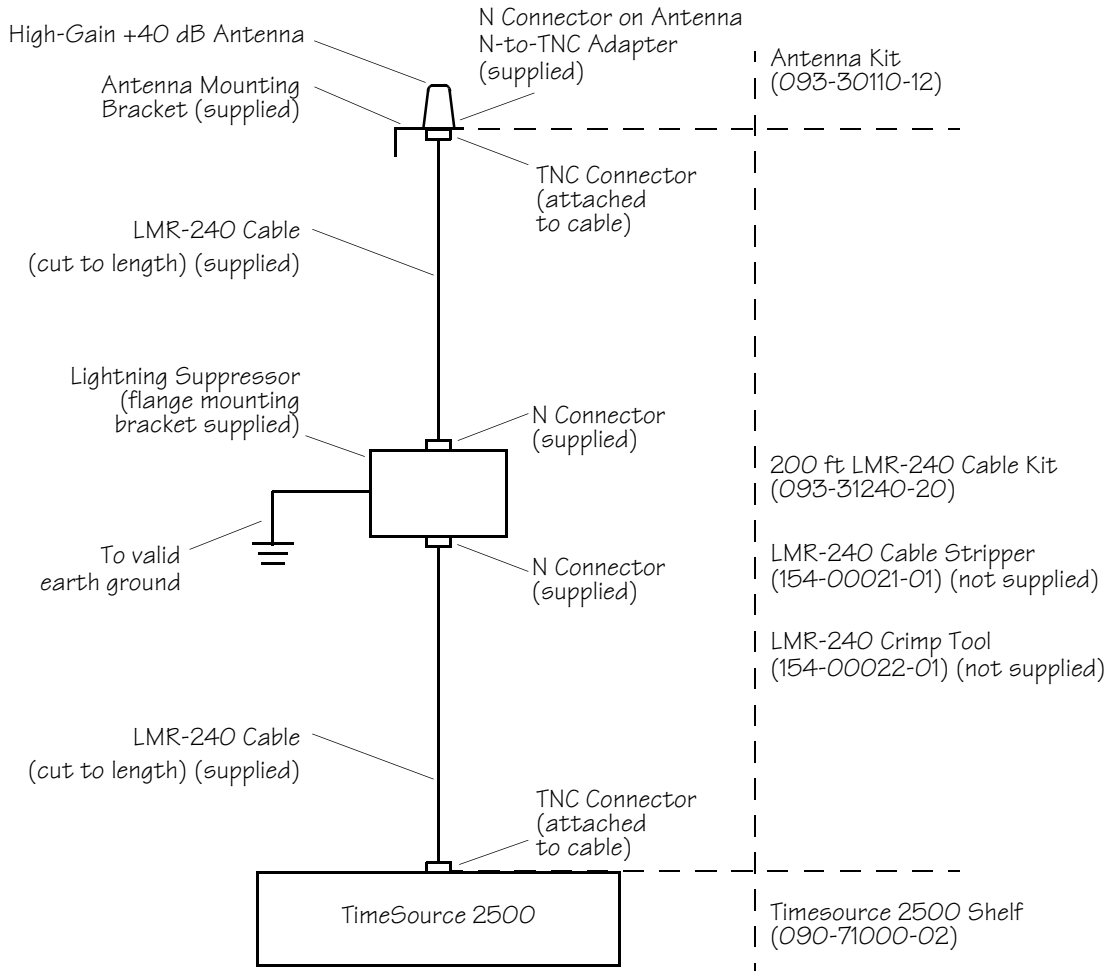 High-Gain +40 dB Antenna
N Connector on Antenna
N-to-TNC Adapter
(supplied)
Antenna Kit
(093-30110-12)
Antenna Mounting
Bracket (supplied)
TNC Connector
(attached
to cable)
LMR-240 Cable
(cut to length) (supplied)
Lightning Suppressor
(flange mounting
bracket supplied)
N Connector
(supplied)
200 ft LMR-240 Cable Kit
(093-31240-20)
To valid
earth ground
N Connector
(supplied)
LMR-240 Cable Stripper
(154-00021-01) (not supplied)
LMR-240 Crimp Tool
(154-00022-01) (not supplied)
LMR-240 Cable
(cut to length) (supplied)
TNC Connector
(attached
to cable)
TimeSource 2500
Timesource 2500 Shelf
(090-71000-02)